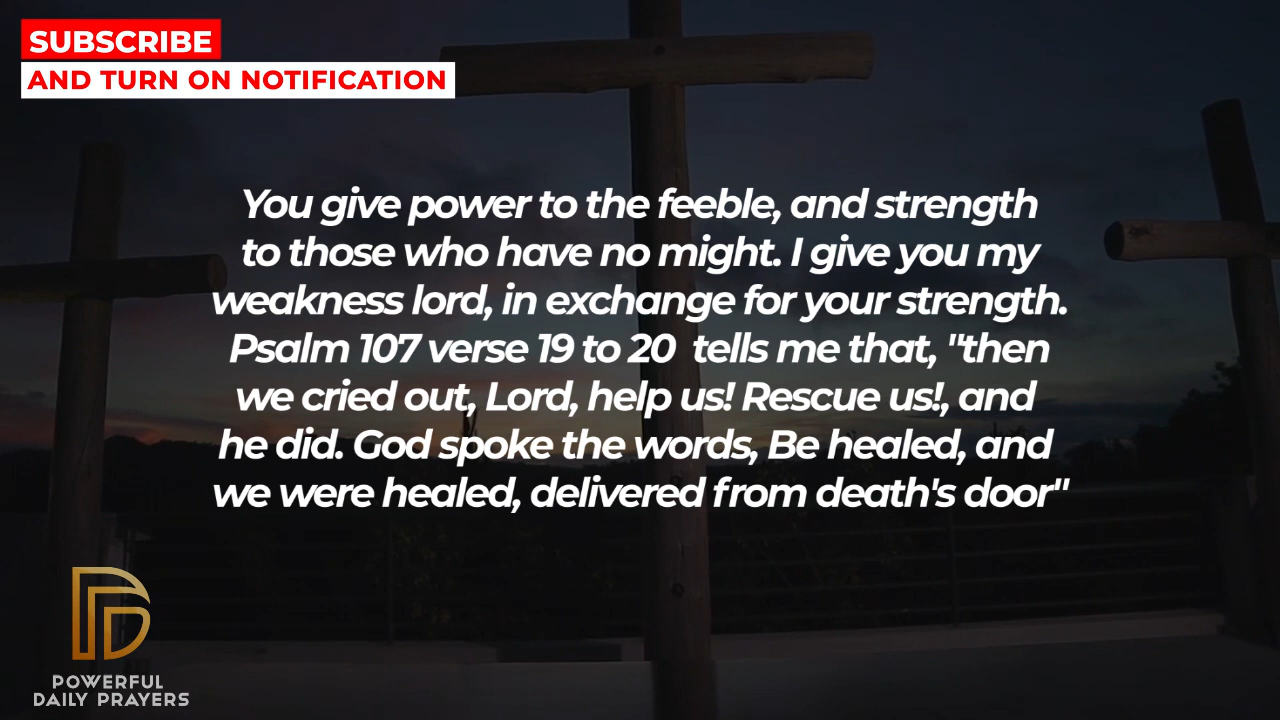 SUBSCRIBE
AND TURN ON NOTIFICATION
You give power to the feeble, and strength
to those who have no might. I give you my
weakness lord, in exchange for your strength.
Psalm 107 verse 19 to 20  tells me that, "then
we cried out, Lord, help us! Rescue us!, and
he did. God spoke the words, Be healed, and
we were healed, delivered from death's door"
POWERFUL
DAILY PRAYERS